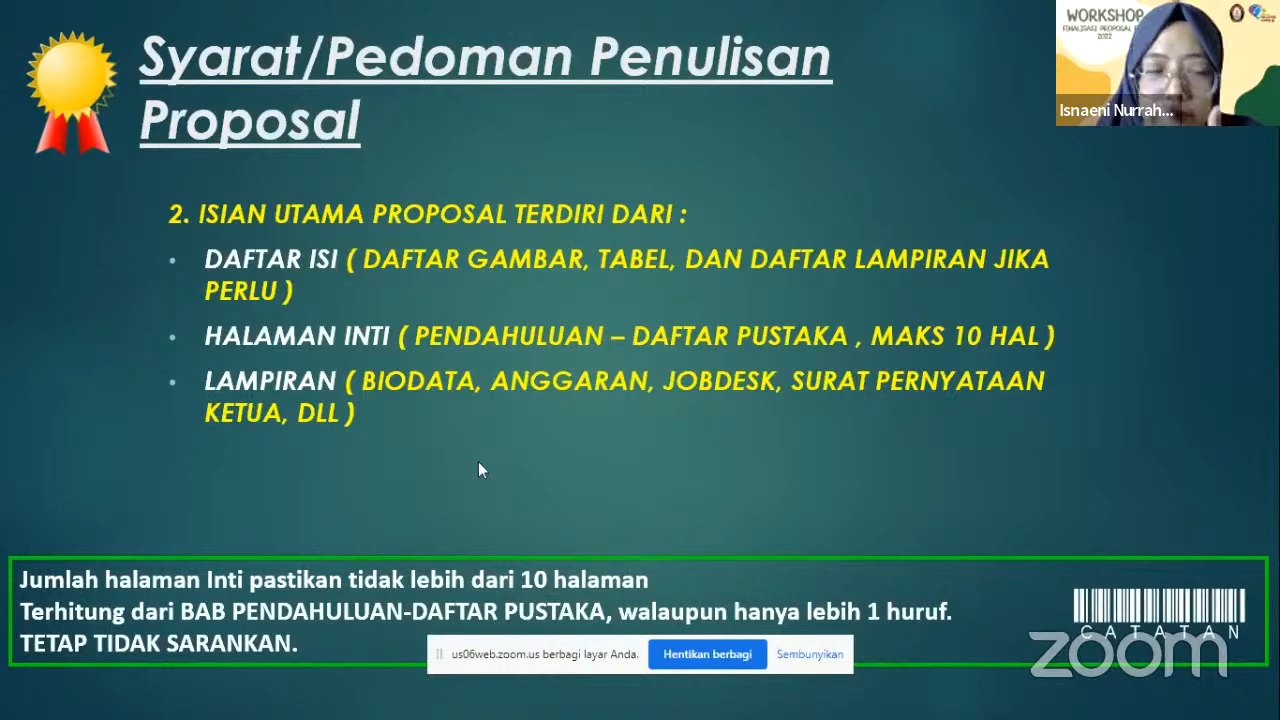 Syarat/Pedoman Penulisan
Proposal
WORKSHOP
FINALISASI PROPOSAL
2022
Isnaeni Nurrah...
2. ISIAN UTAMA PROPOSAL TERDIRI DARI :
• DAFTAR ISI ( DAFTAR GAMBAR, TABEL, DAN DAFTAR LAMPIRAN JIKA
PERLU )
• HALAMAN INTI ( PENDAHULUAN – DAFTAR PUSTAKA , MAKS 10 HAL )
• LAMPIRAN ( BIODATA, ANGGARAN, JOBDESK, SURAT PERNYATAAN
KETUA, DLL )
Jumlah halaman Inti pastikan tidak lebih dari 10 halaman
Terhitung dari BAB PENDAHULUAN-DAFTAR PUSTAKA, walaupun hanya lebih 1 huruf.
TETAP TIDAK SARANKAN.
CATATAN
zoom
us06web.zoom.us berbagi layar Anda.
Hentikan berbagi
Sembunyikan